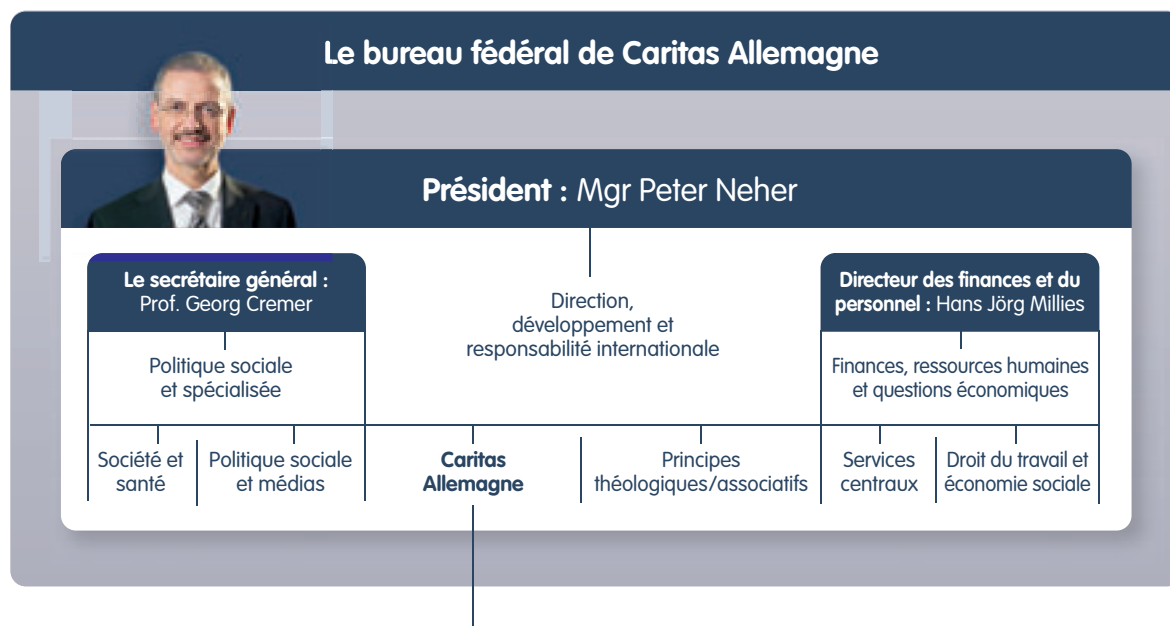 Le bureau fédéral de Caritas Allemagne
Président : Mgr Peter Neher
Le secrétaire général :
Prof. Georg Cremer
Politique sociale
et spécialisée
Direction,
développement et
responsabilité internationale
Directeur des finances et du
personnel : Hans Jörg Millies
Finances, ressources humaines
et questions économiques
Société et
santé
Politique sociale
et médias
Caritas
Allemagne
Principes
théologiques/associatifs
Services
centraux
Droit du travail et
économie sociale